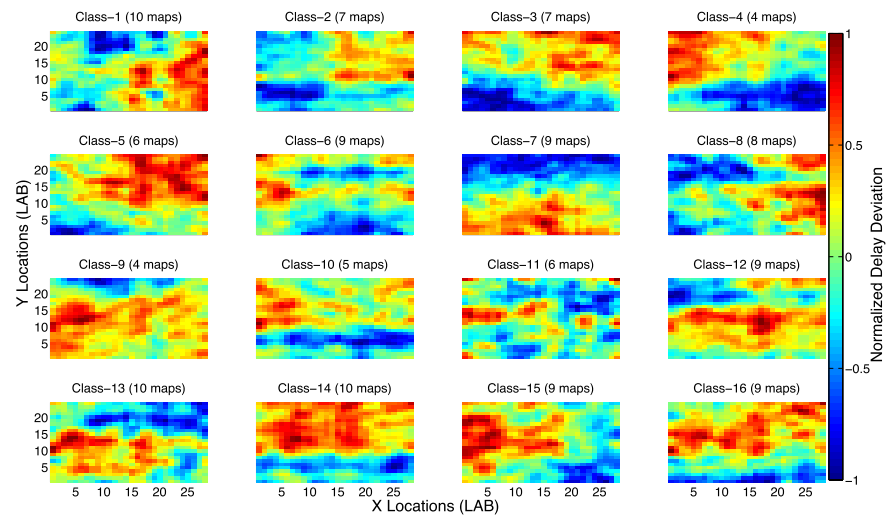 Class−1 (10 maps) Class−2 (7 maps) Class−3 (7 maps) Class−4 (4 maps)
20
15
10
5
Class−5 (6 maps) Class−6 (9 maps) Class−7 (9 maps) Class−8 (8 maps)
20
15
10
5
Class−9 (4 maps) Class−10 (5 maps) Class−11 (6 maps) Class−12 (9 maps)
20
15
10
5
Class−13 (10 maps) Class−14 (10 maps) Class−15 (9 maps) Class−16 (9 maps)
20
15
10
5
5 10 15 20 25 5 10 15 20 25 5 10 15 20 25 5 10 15 20 25
X Locations (LAB)
Y Locations (LAB)
1
0.5
0
−0.5
−1
Normalized Delay Deviation